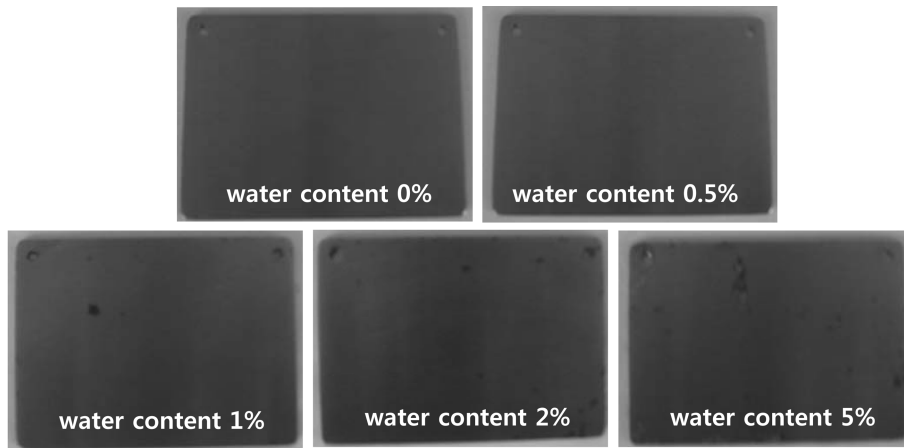 water content 0%
water content 0.5%
water content 1%
water content 2%
water content 5%